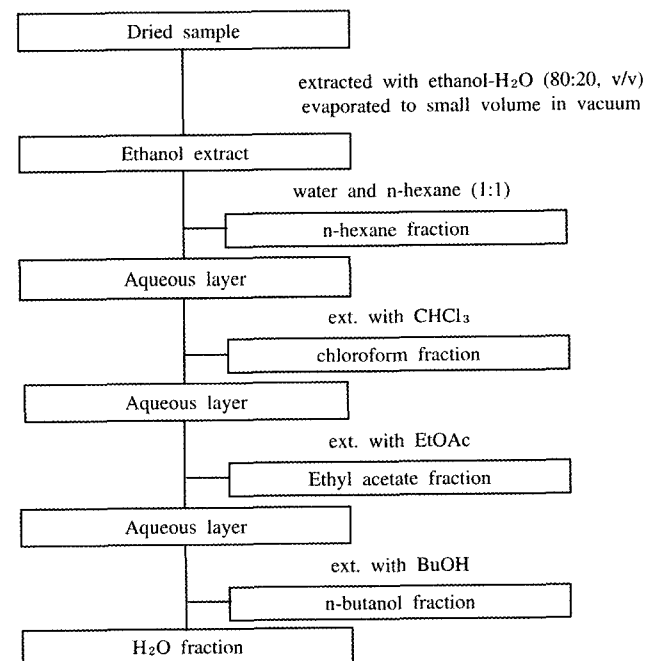 Dried sample
extracted with ethanol-H₂O (80:20, v/v)
evaporated to small volume in vacuum
Ethanol extract
water and n-hexane (1:1)
n-hexane fraction
Aqueous layer
ext. with CHCl₃
chloroform fraction
Aqueous layer
ext. with EtOAc
Ethyl acetate fraction
Aqueous layer
ext. with BuOH
n-butanol fraction
H₂O fraction